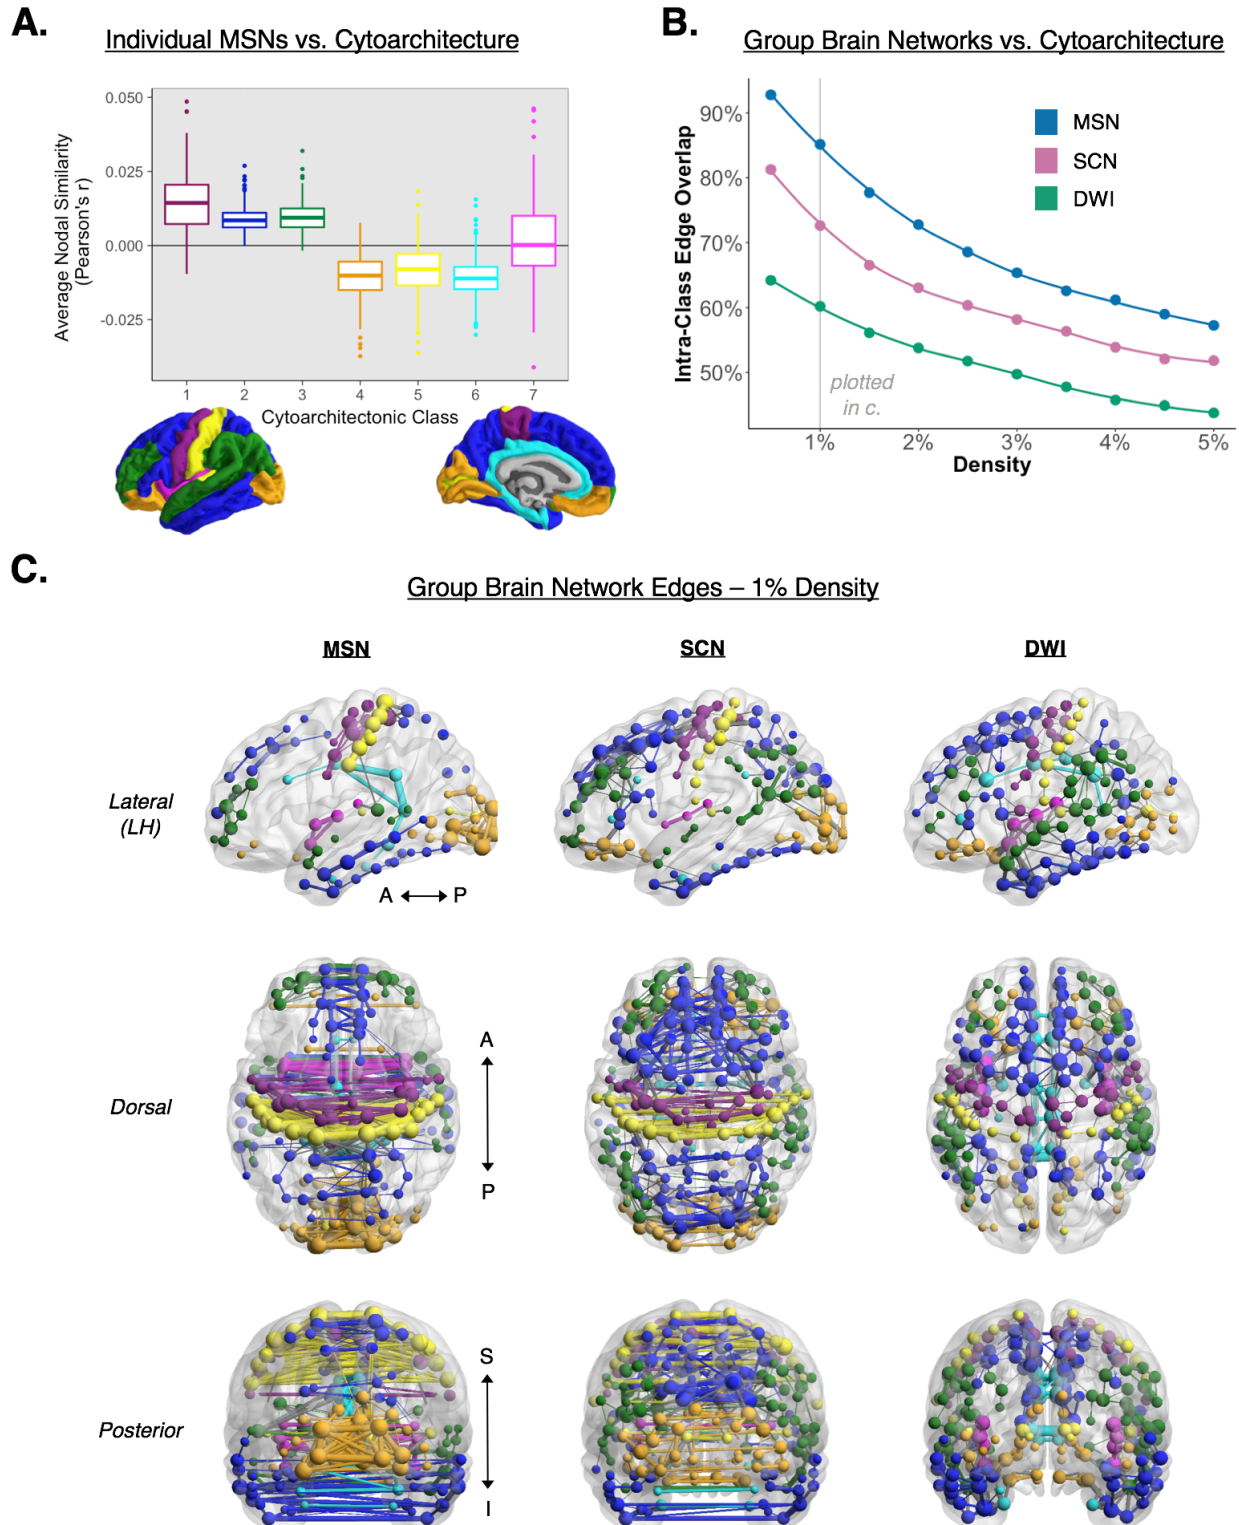 A.
Individual MSNs vs. Cytoarchitecture
Average Nodal Similarity
(Pearson's r)
0.050
0.025
0.000
-0.025
1 2 3 4 5 6 7
Cytoarchitectonic Class
B.
Group Brain Networks vs. Cytoarchitecture
Intra-Class Edge Overlap
90%
80%
70%
60%
50%
MSN
SCN
DWI
plotted
in c.
1% 2% 3% 4% 5%
Density
C.
Group Brain Network Edges – 1% Density
MSN SCN DWI
Lateral
(LH)
A P
Dorsal
A
P
Posterior
S
I